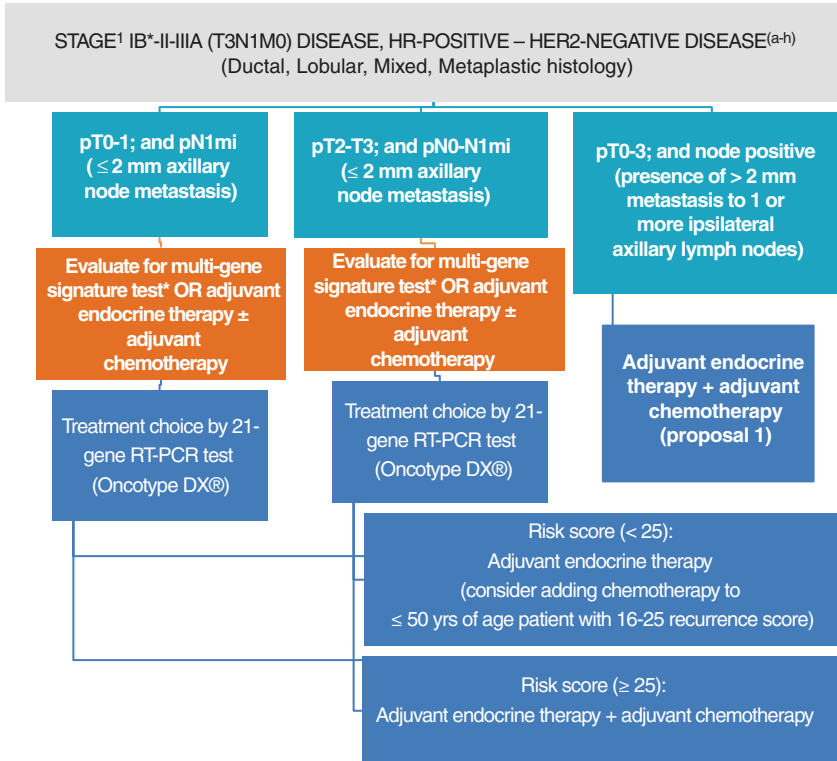 STAGE¹ IB*-II-IIIA (T3N1M0) DISEASE, HR-POSITIVE – HER2-NEGATIVE DISEASE(a-h)
(Ductal, Lobular, Mixed, Metaplastic histology)
pT0-1; and pN1mi
(≤ 2 mm axillary
node metastasis)
Evaluate for multi-gene
signature test* OR adjuvant
endocrine therapy ±
adjuvant
chemotherapy
Treatment choice by 21-
gene RT-PCR test
(Oncotype DX®)
pT2-T3; and pN0-N1mi
(≤ 2 mm axillary
node metastasis)
Evaluate for multi-gene
signature test* OR adjuvant
endocrine therapy ±
adjuvant
chemotherapy
Treatment choice by 21-
gene RT-PCR test
(Oncotype DX®)
pT0-3; and node positive
(presence of > 2 mm
metastasis to 1 or
more ipsilateral
axillary lymph nodes)
Adjuvant endocrine
therapy + adjuvant
chemotherapy
(proposal 1)
Risk score (< 25):
Adjuvant endocrine therapy
(consider adding chemotherapy to
≤ 50 yrs of age patient with 16-25 recurrence score)
Risk score (≥ 25):
Adjuvant endocrine therapy + adjuvant chemotherapy